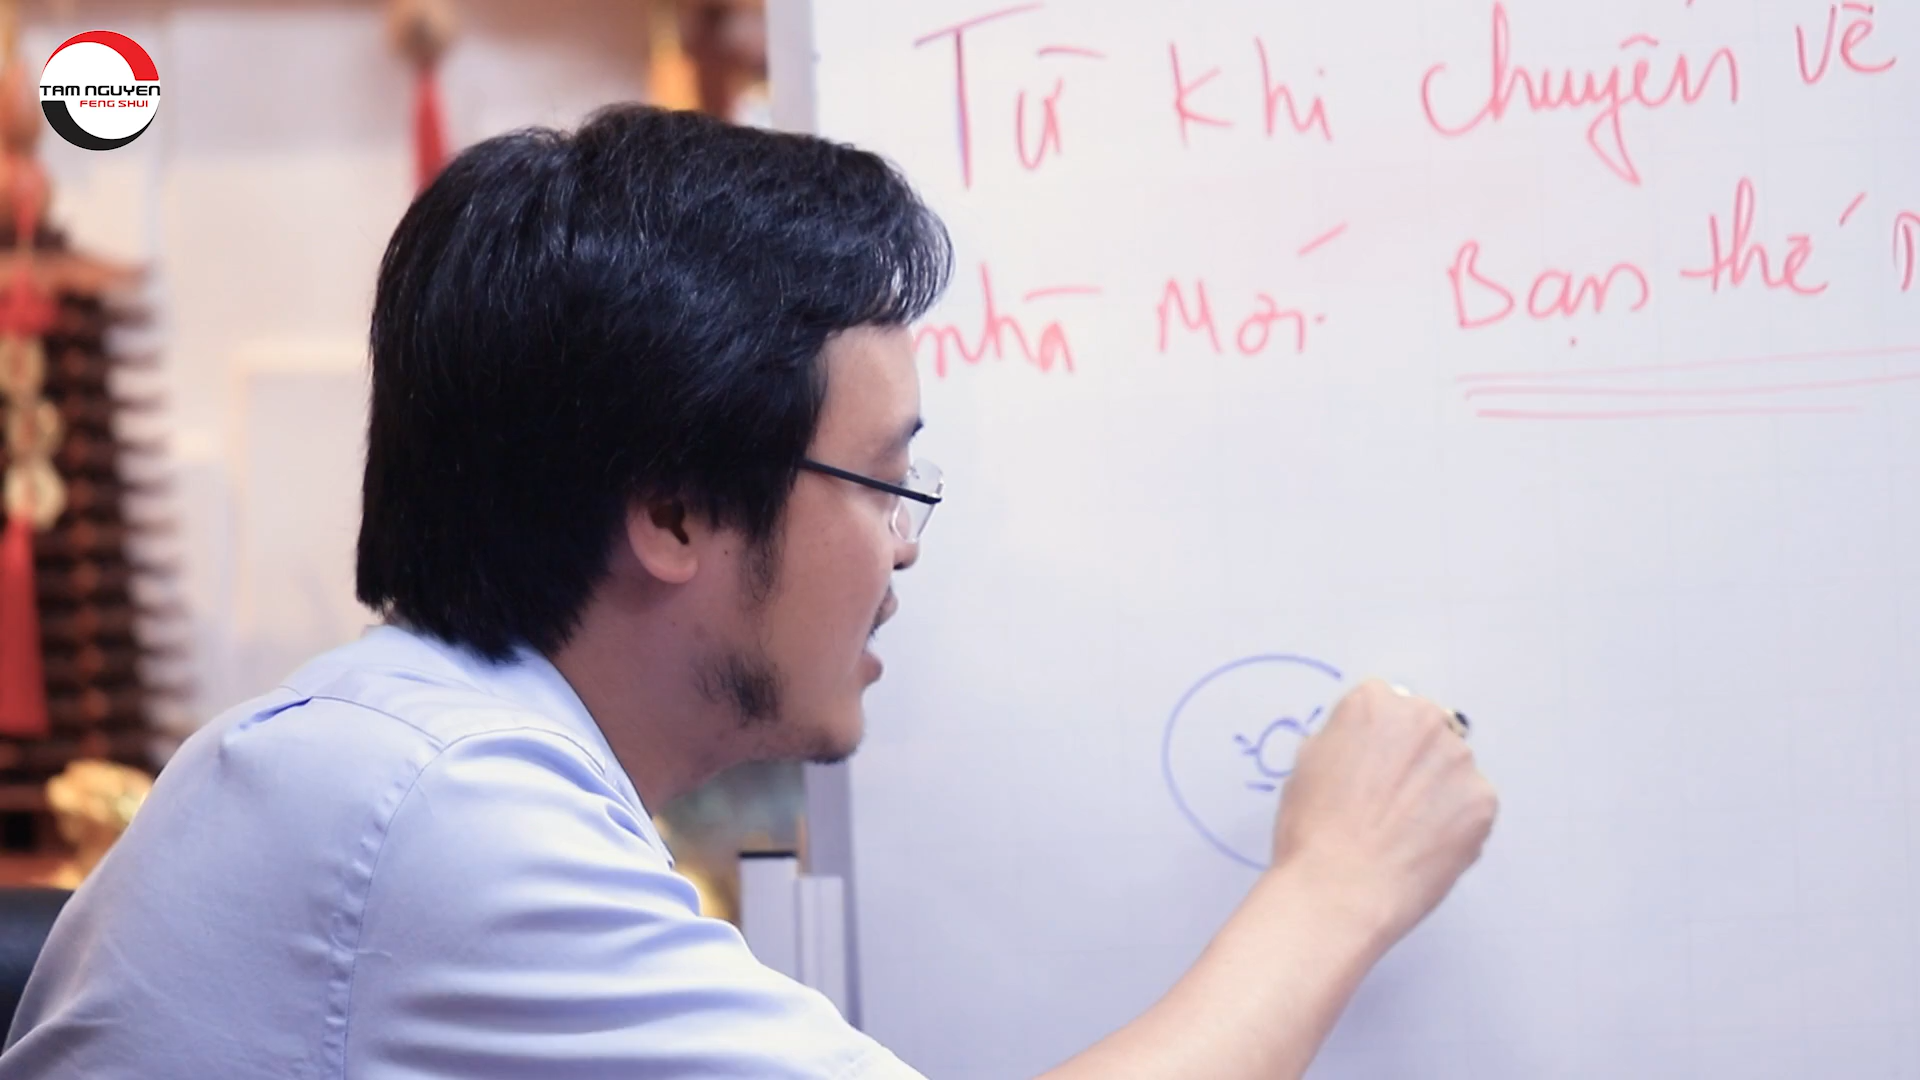 TAM NGUYEN
FENG SHUI
Từ khi chuyển về
nhà Mới. Bạn thế